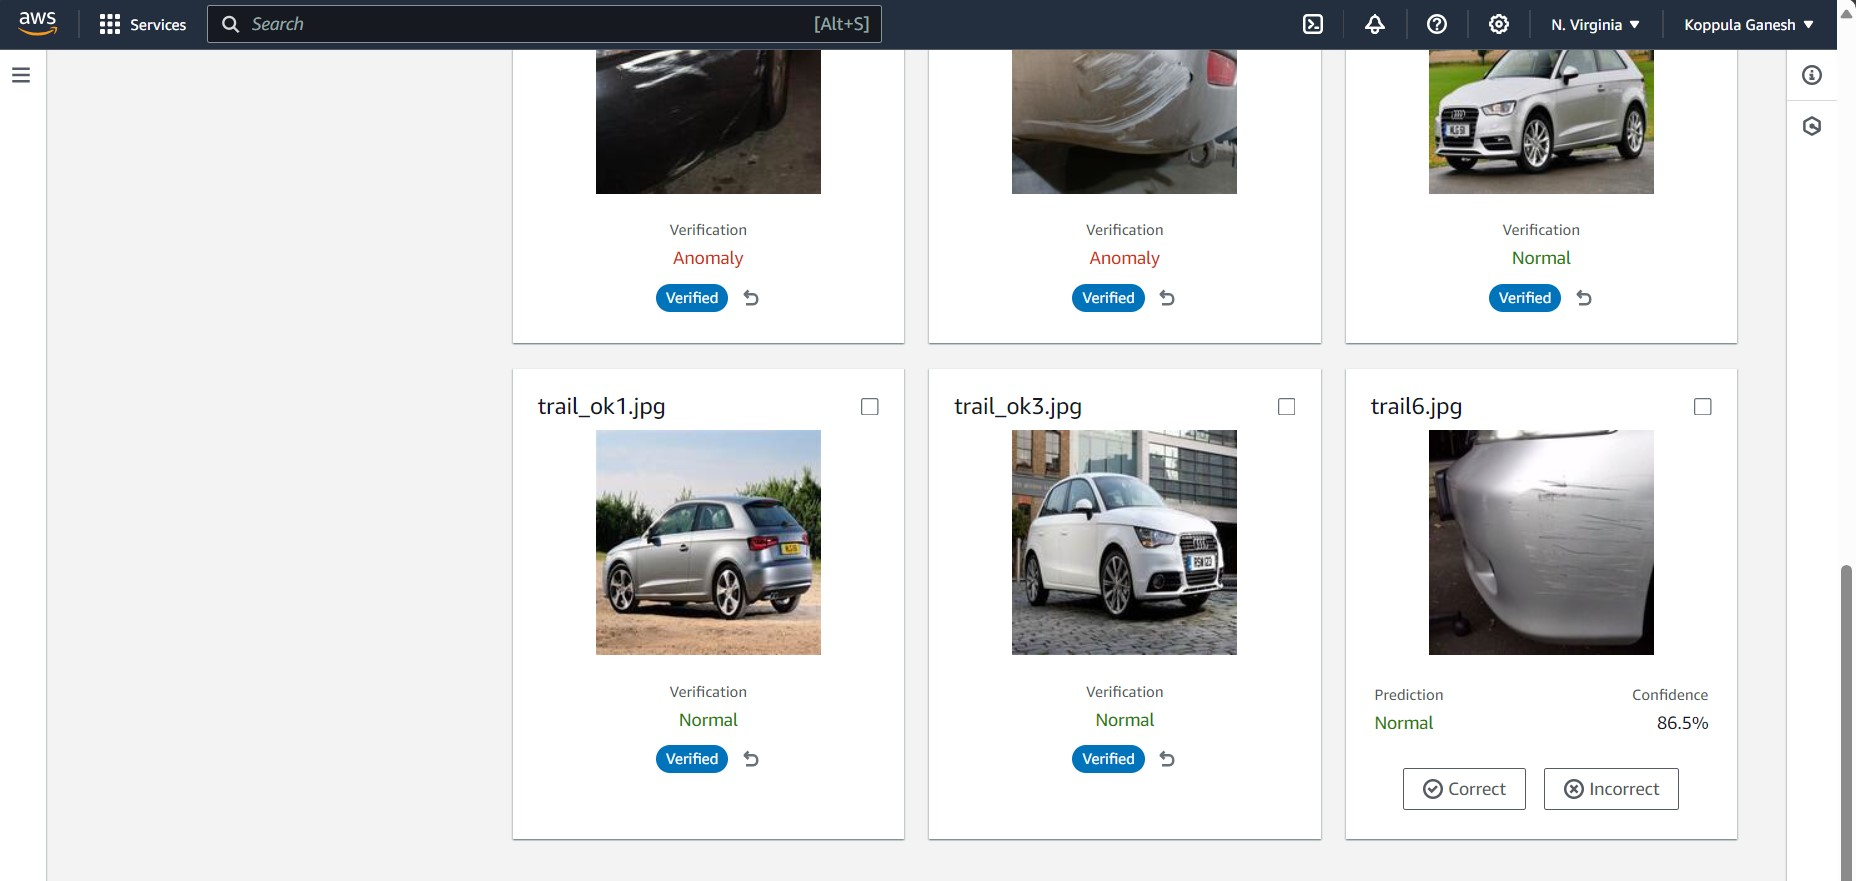 aws
Services
Search
[Alt+S]
N. Virginia
Koppula Ganesh
Verification
Anomaly
Verified
Verification
Anomaly
Verified
Verification
Normal
Verified
trail_ok1.jpg
Verification
Normal
Verified
trail_ok3.jpg
Verification
Normal
Verified
trail6.jpg
Prediction
Confidence
Normal
86.5%
Correct
Incorrect